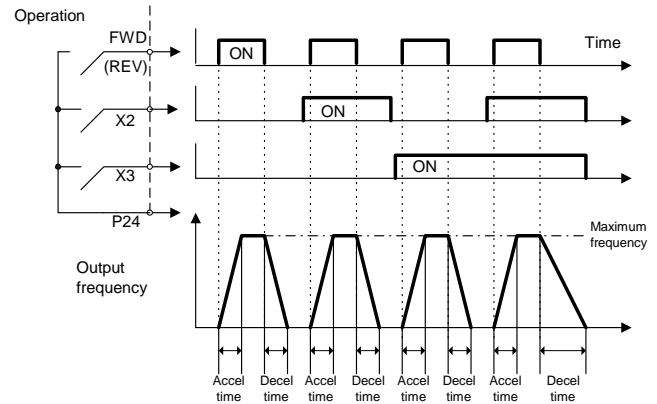 Operation
FWD
(REV)
ON
Time
X2
ON
X3
ON
P24
Maximum
frequency
Output
frequency
Accel
time
Decel
time
Accel
time
Decel
time
Accel
time
Decel
time
Accel
time
Decel
time